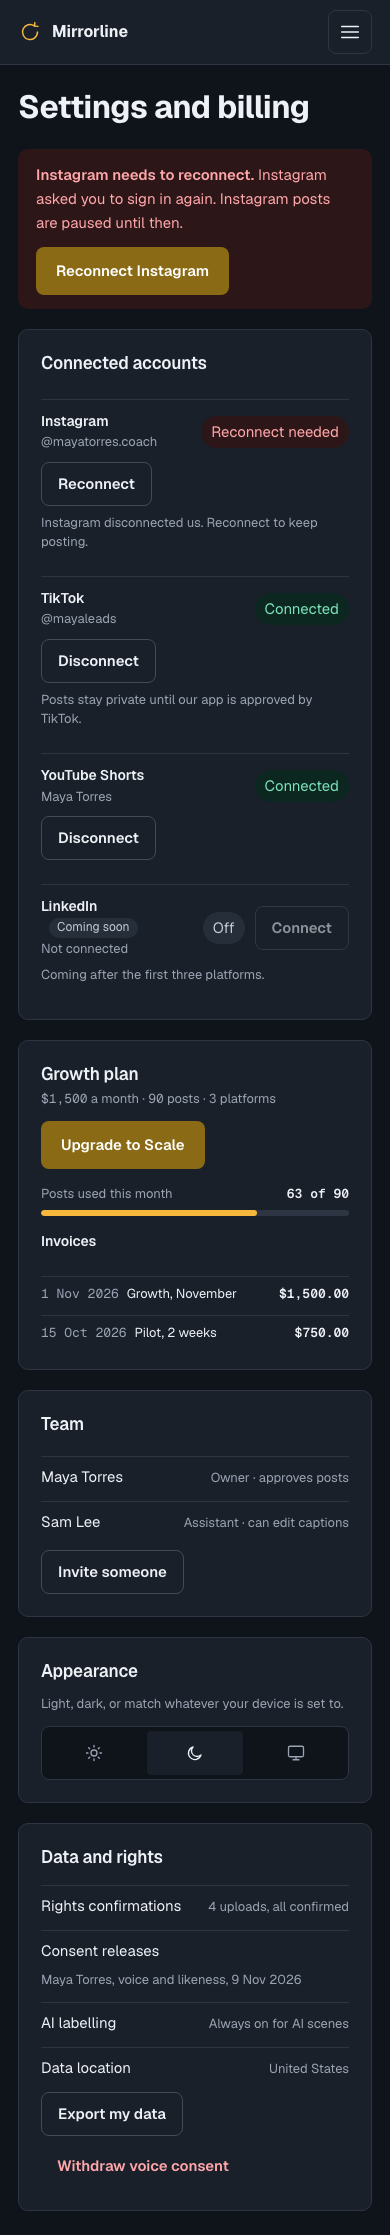 Mirrorline
Settings and billing
Instagram needs to reconnect. Instagram
asked you to sign in again. Instagram posts
are paused until then.
Reconnect Instagram
Connected accounts
Instagram
@mayatorres.coach
Reconnect needed
Reconnect
Instagram disconnected us. Reconnect to keep
posting.
TikTok
@mayaleads
Connected
Disconnect
Posts stay private until our app is approved by
TikTok.
YouTube Shorts
Maya Torres
Connected
Disconnect
LinkedIn
Coming soon
Not connected
Off
Connect
Coming after the first three platforms.
Growth plan
$1,500 a month · 90 posts · 3 platforms
Upgrade to Scale
Posts used this month 63 of 90
Invoices
1 Nov 2026 Growth, November $1,500.00
15 Oct 2026 Pilot, 2 weeks $750.00
Team
Maya Torres Owner · approves posts
Sam Lee Assistant · can edit captions
Invite someone
Appearance
Light, dark, or match whatever your device is set to.
Data and rights
Rights confirmations 4 uploads, all confirmed
Consent releases
Maya Torres, voice and likeness, 9 Nov 2026
AI labelling Always on for AI scenes
Data location United States
Export my data
Withdraw voice consent